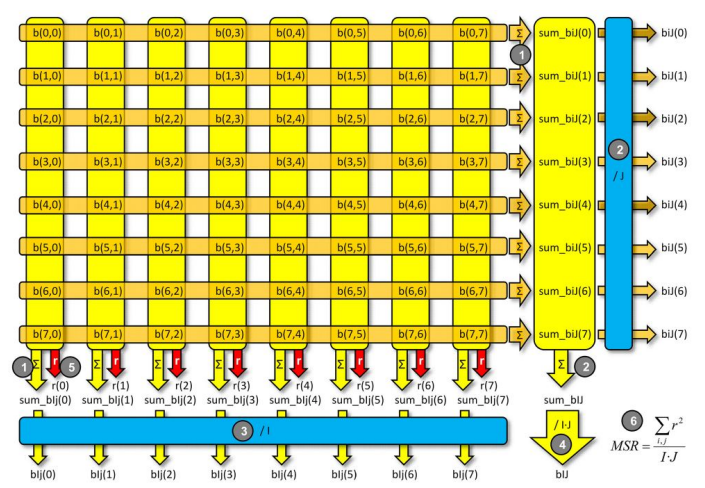 b(0,0) b(0,1) b(0,2) b(0,3) b(0,4) b(0,5) b(0,6) b(0,7) Σ sum_biJ(0) biJ(0)
1
b(1,0) b(1,1) b(1,2) b(1,3) b(1,4) b(1,5) b(1,6) b(1,7) Σ sum_biJ(1) biJ(1)
b(2,0) b(2,1) b(2,2) b(2,3) b(2,4) b(2,5) b(2,6) b(2,7) Σ sum_biJ(2) biJ(2)
2
b(3,0) b(3,1) b(3,2) b(3,3) b(3,4) b(3,5) b(3,6) b(3,7) Σ sum_biJ(3) biJ(3)
/ J
b(4,0) b(4,1) b(4,2) b(4,3) b(4,4) b(4,5) b(4,6) b(4,7) Σ sum_biJ(4) biJ(4)
b(5,0) b(5,1) b(5,2) b(5,3) b(5,4) b(5,5) b(5,6) b(5,7) Σ sum_biJ(5) biJ(5)
b(6,0) b(6,1) b(6,2) b(6,3) b(6,4) b(6,5) b(6,6) b(6,7) Σ sum_biJ(6) biJ(6)
b(7,0) b(7,1) b(7,2) b(7,3) b(7,4) b(7,5) b(7,6) b(7,7) Σ sum_biJ(7) biJ(7)
1 Σ r 5 Σ r Σ r Σ r Σ r Σ r Σ r Σ r Σ 2
r(0) r(1) r(2) r(3) r(4) r(5) r(6) r(7)
sum_bIj(0) sum_bIj(1) sum_bIj(2) sum_bIj(3) sum_bIj(4) sum_bIj(5) sum_bIj(6) sum_bIj(7) sum_bIJ
3 / I / I·J 6
4 MSR = ∑ i,j r² / I·J
bIj(0) bIj(1) bIj(2) bIj(3) bIj(4) bIj(5) bIj(6) bIj(7) bIJ